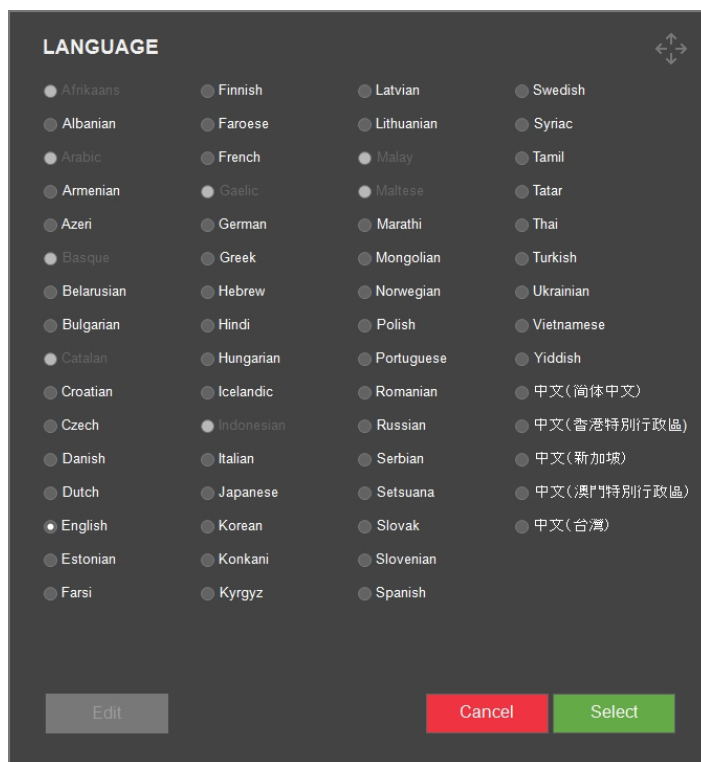 LANGUAGE
Afrikaans
Albanian
Arabic
Armenian
Azeri
Basque
Belarusian
Bulgarian
Catalan
Croatian
Czech
Danish
Dutch
English
Estonian
Farsi
Finnish
Faroese
French
Gaelic
German
Greek
Hebrew
Hindi
Hungarian
Icelandic
Indonesian
Italian
Japanese
Korean
Konkani
Kyrgyz
Latvian
Lithuanian
Malay
Maltese
Marathi
Mongolian
Norwegian
Polish
Portuguese
Romanian
Russian
Serbian
Setsuana
Slovak
Slovenian
Spanish
Swedish
Syriac
Tamil
Tatar
Thai
Turkish
Ukrainian
Vietnamese
Yiddish
中文(简体中文)
中文(香港特別行政區)
中文(新加坡)
中文(澳門特別行政區)
中文(台灣)
Edit
Cancel
Select